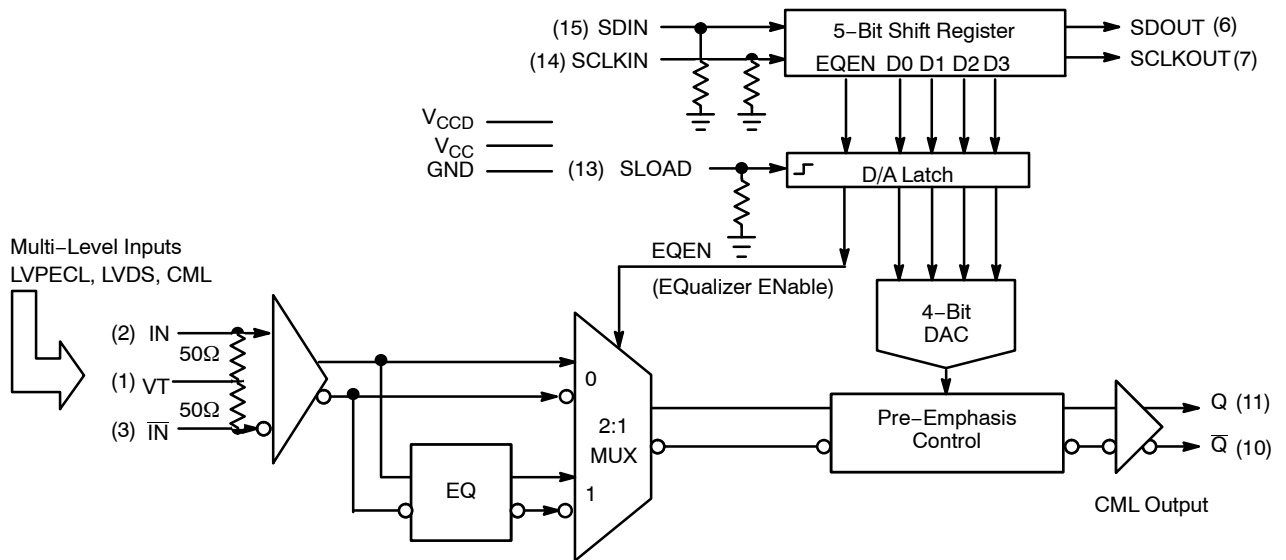 (15) SDIN
5–Bit Shift Register
SDOUT (6)
(14) SCLKIN
EQEN D0 D1 D2 D3
SCLKOUT (7)
VCCD
VCC
GND
(13) SLOAD
D/A Latch
Multi–Level Inputs
LVPECL, LVDS, CML
EQEN
(EQualizer ENable)
4–Bit
DAC
(2) IN
50Ω
(1) VT
50Ω
(3) IN
0
2:1
MUX
1
EQ
Pre–Emphasis
Control
Q (11)
Q (10)
CML Output